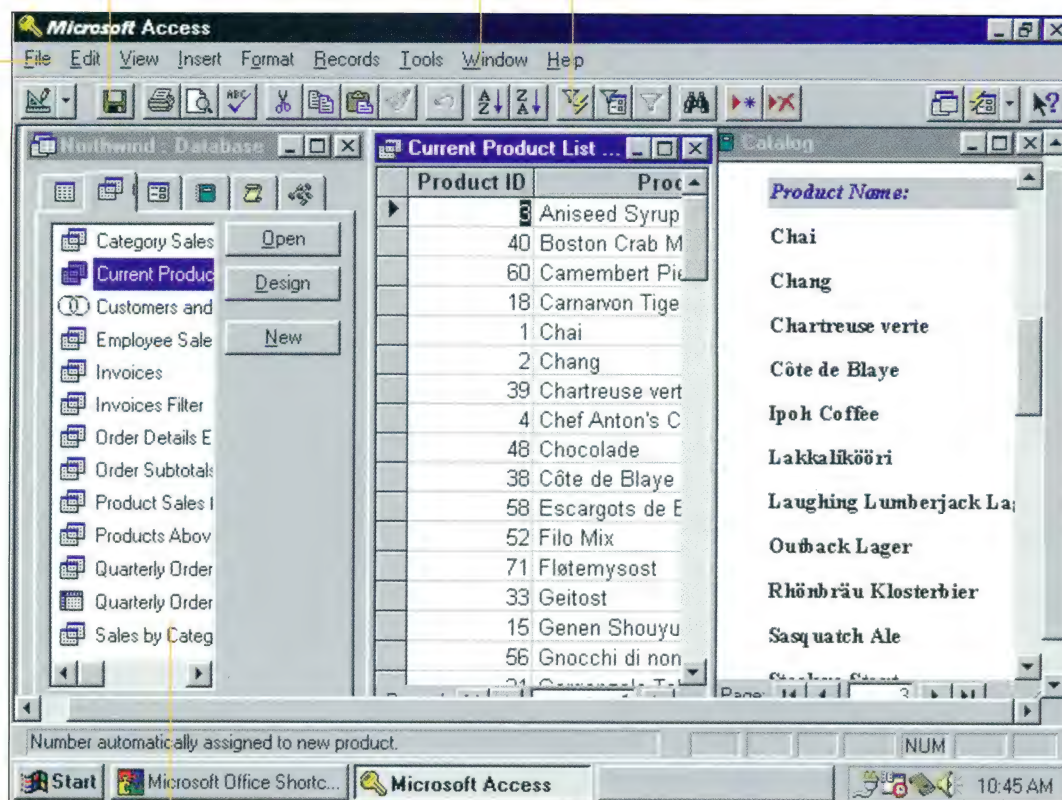 Microsoft Access
File Edit View Insert Format Records Tools Window Help
ABC
A Z Z A
Northwind : Database
Category Sales
Current Produc
Customers and
Employee Sale
Invoices
Invoices Filter
Order Details E
Order Subtotals
Product Sales
Products Abov
Quarterly Order
Quarterly Order
Sales by Categ
Open
Design
New
Current Product List ...
Product ID Proc
3 Aniseed Syrup
40 Boston Crab M
60 Camembert Pie
18 Carnarvon Tige
1 Chai
2 Chang
39 Chartreuse vert
4 Chef Anton's C
48 Chocolade
38 Côte de Blaye
58 Escargots de
52 Filo Mix
71 Fløtemysost
33 Geitost
15 Genen Shouyu
56 Gnocchi di non
Catalog
Product Name:
Chai
Chang
Chartreuse verte
Côte de Blaye
Ipoh Coffee
Lakkalikööri
Laughing Lumberjack La
Outback Lager
Rhönbräu Klosterbier
Sasquatch Ale
Page: 3
Number automatically assigned to new product.
NUM
Start
Microsoft Office Shortc...
Microsoft Access
10:45 AM